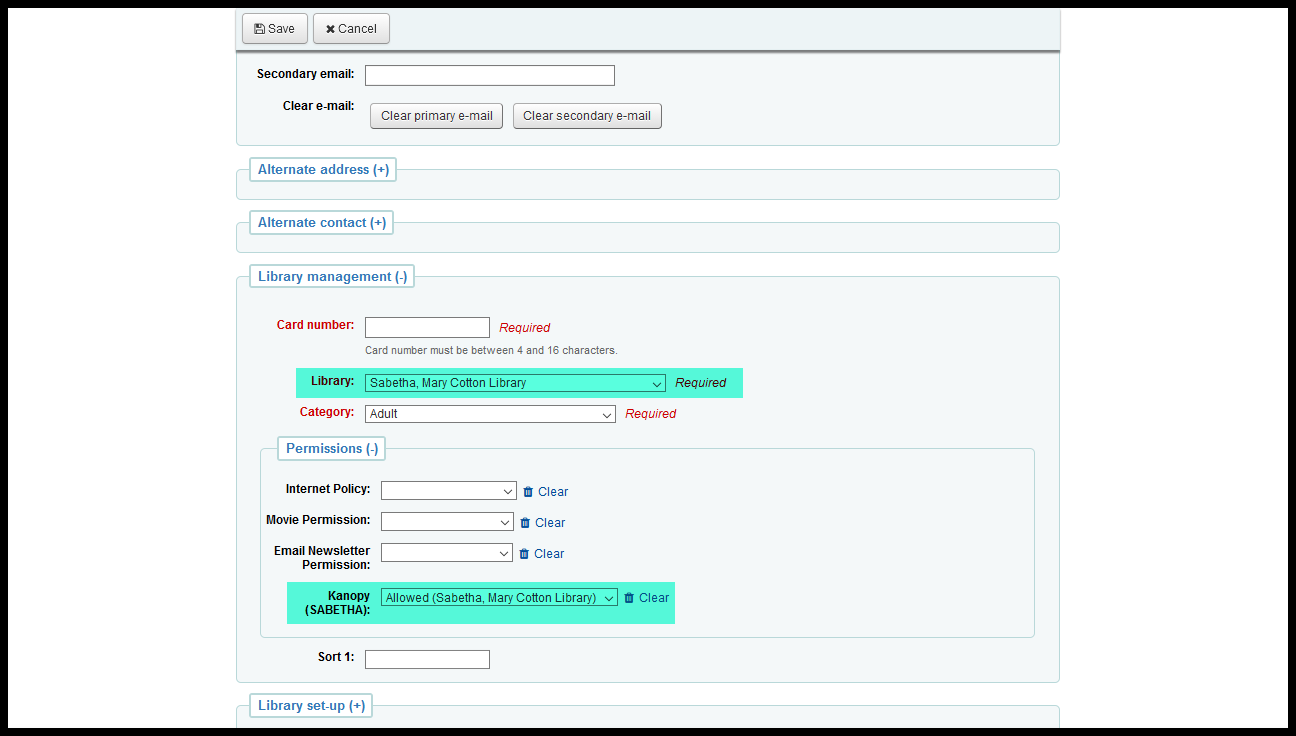 Save Cancel
Secondary email:
Clear e-mail: Clear primary e-mail Clear secondary e-mail
Alternate address (+)
Alternate contact (+)
Library management (-)
Card number: Required
Card number must be between 4 and 16 characters.
Library: Sabetha, Mary Cotton Library Required
Category: Adult Required
Permissions (-)
Internet Policy: Clear
Movie Permission: Clear
Email Newsletter Clear
Permission:
Kanopy Allowed (Sabetha, Mary Cotton Library) Clear
(SABETHA):
Sort 1:
Library set-up (+)